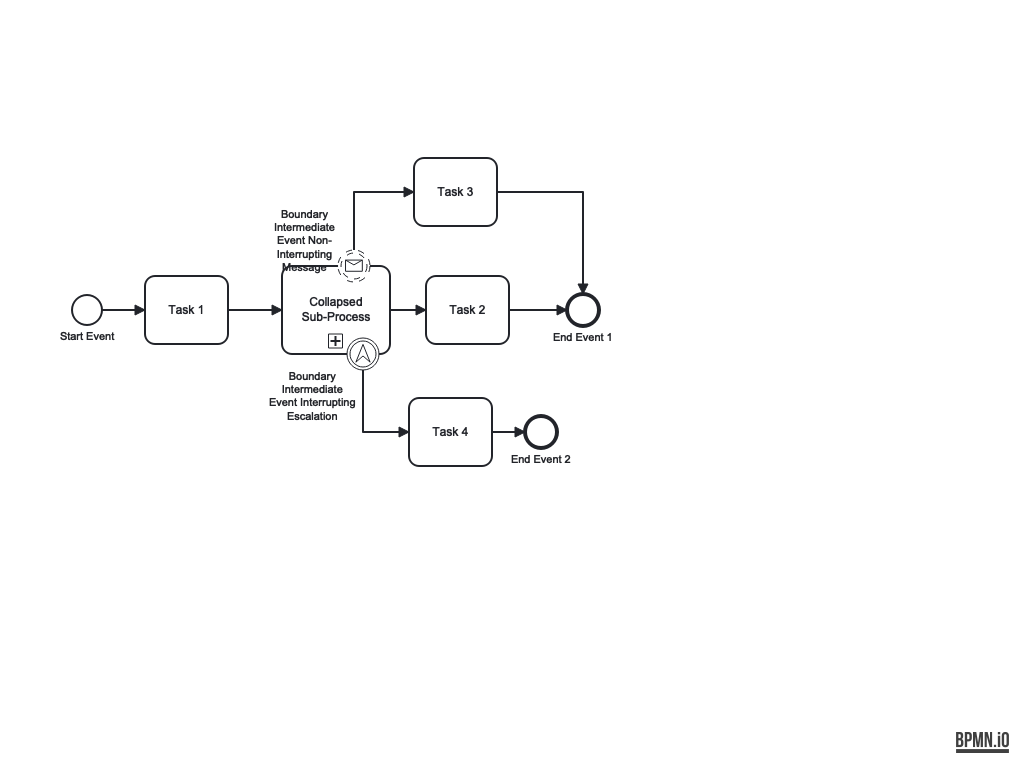 Task 3
Boundary
Intermediate
Event Non-
Interrupting
Message
Task 1
Collapsed
Sub-Process
Task 2
Start Event
End Event 1
Boundary
Intermediate
Event Interrupting
Escalation
Task 4
End Event 2
BPMN.iO